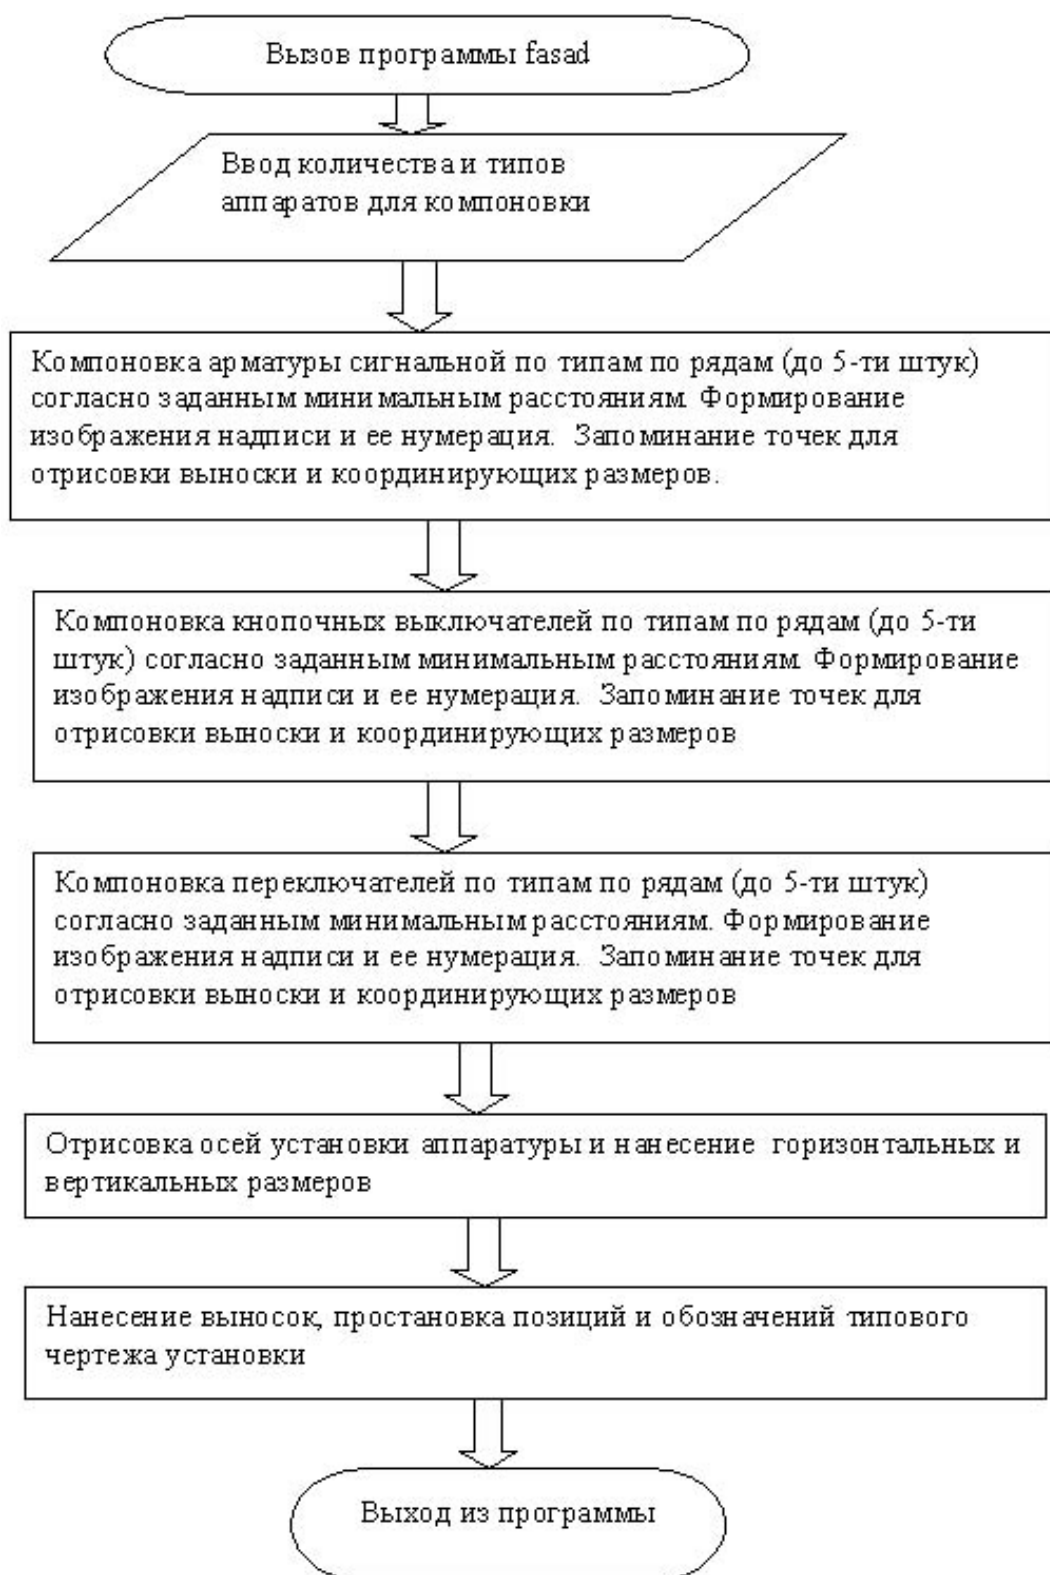 Вызов программы fasad
Ввод количества и типов
аппаратов для компоновки
Компоновка арматуры сигнальной по типам по рядам (до 5-ти штук)
согласно заданным минимальным расстояниям. Формирование
изображения надписи и ее нумерация. Запоминание точек для
отрисовки выноски и координирующих размеров.
Компоновка кнопочных выключателей по типам по рядам (до 5-ти
штук) согласно заданным минимальным расстояниям. Формирование
изображения надписи и ее нумерация. Запоминание точек для
отрисовки выноски и координирующих размеров
Компоновка переключателей по типам по рядам (до 5-ти штук)
согласно заданным минимальным расстояниям. Формирование
изображения надписи и ее нумерация. Запоминание точек для
отрисовки выноски и координирующих размеров
Отрисовка осей установки аппаратуры и нанесение горизонтальных и
вертикальных размеров
Нанесение выносок, простановка позиций и обозначений типового
чертежа установки
Выход из программы